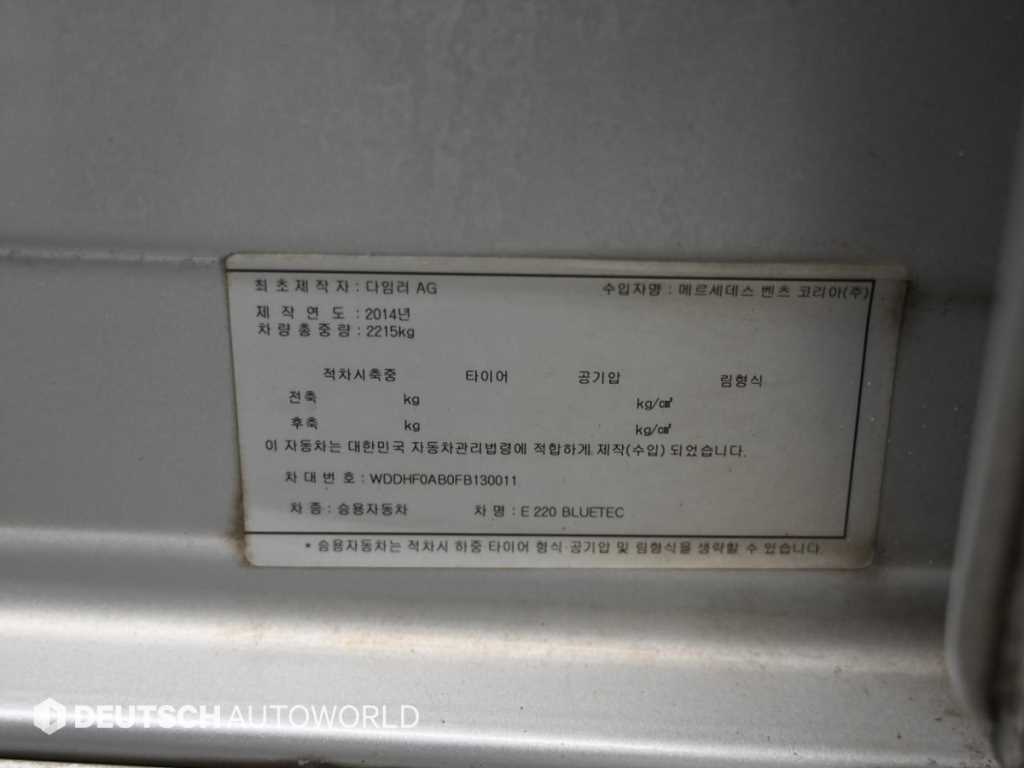 최 초 제 작 자 : 다임러 AG 수입자명 : 메르세데스 벤츠 코리아(주)
제 작 연 도 : 2014년
차 량 총 중 량 : 2215kg
적차시축중 타이어 공기압 림형식
전축 kg kg/㎠
후축 kg kg/㎠
이 자동차는 대한민국 자동차관리법령에 적합하게 제작(수입) 되었습니다.
차 대 번 호 : WDDHF0AB0FB130011
차 종 : 승용자동차 차 명 : E 220 BLUETEC
* 승용자동차는 적차시 하중 타이어 형식 공기압 및 림형식을 생략할 수 있습니다.
DEUTSCH AUTOWORLD